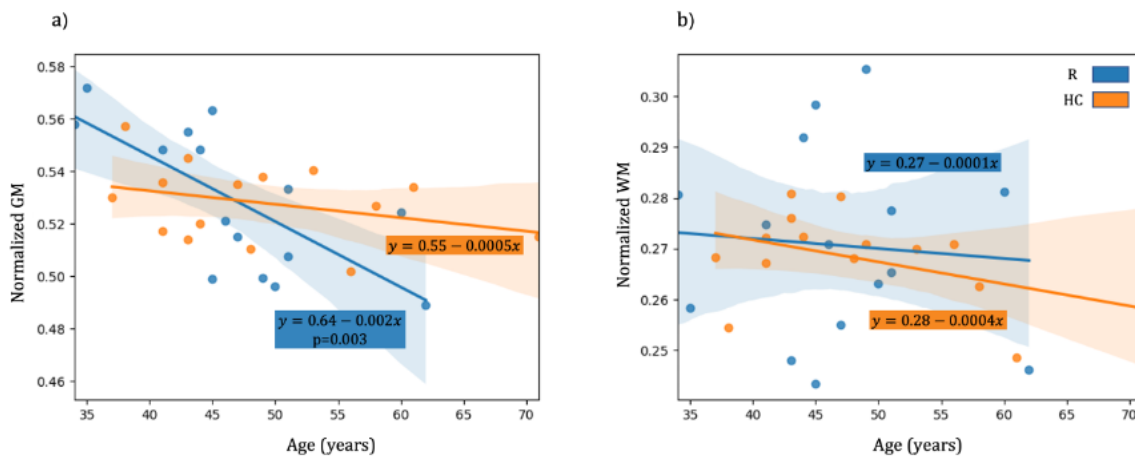 a)
0.58
0.56
0.54
0.52
0.50
0.48
0.46
Normalized GM
y = 0.55 − 0.0005x
y = 0.64 − 0.002x
p=0.003
35 40 45 50 55 60 65 70
Age (years)
b)
R
HC
0.30
0.29
0.28
0.27
0.26
0.25
Normalized WM
y = 0.27 − 0.0001x
y = 0.28 − 0.0004x
35 40 45 50 55 60 65 70
Age (years)